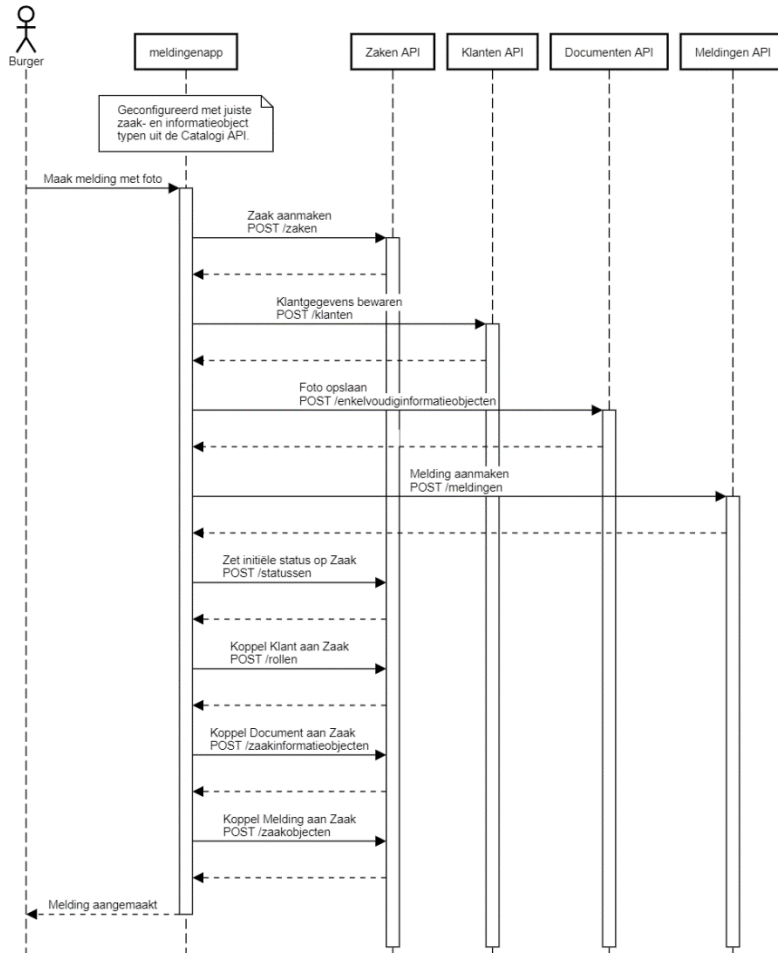 Burger
meldingenapp
Zaken API
Klanten API
Documenten API
Meldingen API
Geconfigureerd met juiste
zaak- en informatieobject
typen uit de Catalogi API.
Maak melding met foto
Zaak aanmaken
POST /zaken
Klantgegevens bewaren
POST /klanten
Foto opslaan
POST /enkelvoudiginformatieobjecten
Melding aanmaken
POST /meldingen
Zet initiële status op Zaak
POST /statussen
Koppel Klant aan Zaak
POST /rollen
Koppel Document aan Zaak
POST /zaakinformatieobjecten
Koppel Melding aan Zaak
POST /zaakobjecten
Melding aangemaakt